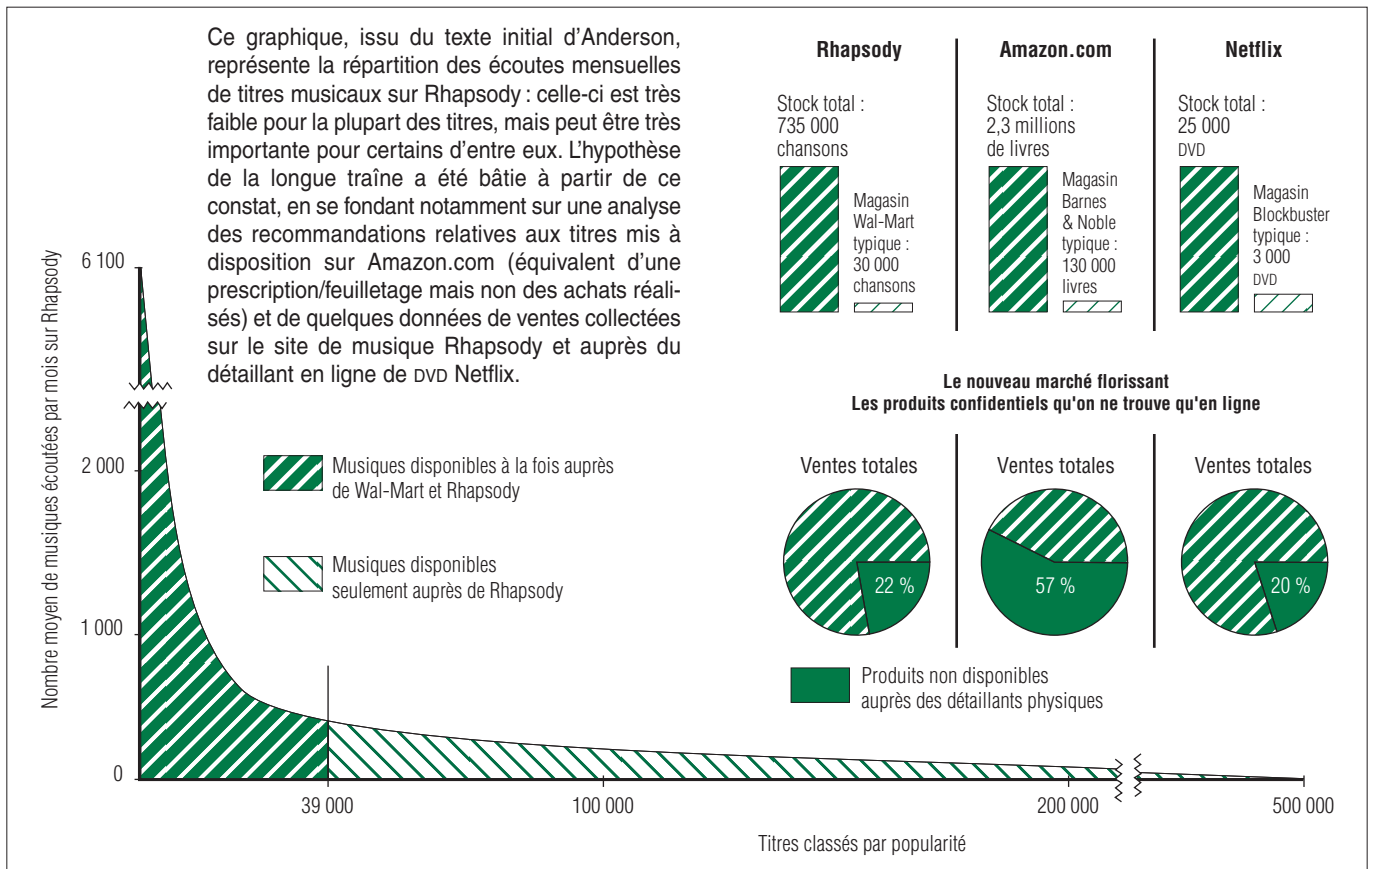 Ce graphique, issu du texte initial d'Anderson,
représente la répartition des écoutes mensuelles
de titres musicaux sur Rhapsody : celle-ci est très
faible pour la plupart des titres, mais peut être très
importante pour certains d'entre eux. L'hypothèse
de la longue traîne a été bâtie à partir de ce
constat, en se fondant notamment sur une analyse
des recommandations relatives aux titres mis à
disposition sur Amazon.com (équivalent d'une
prescription/feuilletage mais non des achats réali-
sés) et de quelques données de ventes collectées
sur le site de musique Rhapsody et auprès du
détaillant en ligne de DVD Netflix.
Nombre moyen de musiques écoutées par mois sur Rhapsody
6 100
2 000
1 000
0
39 000
100 000
200 000
500 000
Titres classés par popularité
Musiques disponibles à la fois auprès
de Wal-Mart et Rhapsody
Musiques disponibles
seulement auprès de Rhapsody
Rhapsody
Stock total :
735 000
chansons
Magasin
Wal-Mart
typique :
30 000
chansons
Amazon.com
Stock total :
2,3 millions
de livres
Magasin
Barnes
& Noble
typique :
130 000
livres
Netflix
Stock total :
25 000
DVD
Magasin
Blockbuster
typique :
3 000
DVD
Le nouveau marché florissant
Les produits confidentiels qu'on ne trouve qu'en ligne
Ventes totales
22 %
Ventes totales
57 %
Ventes totales
20 %
Produits non disponibles
auprès des détaillants physiques